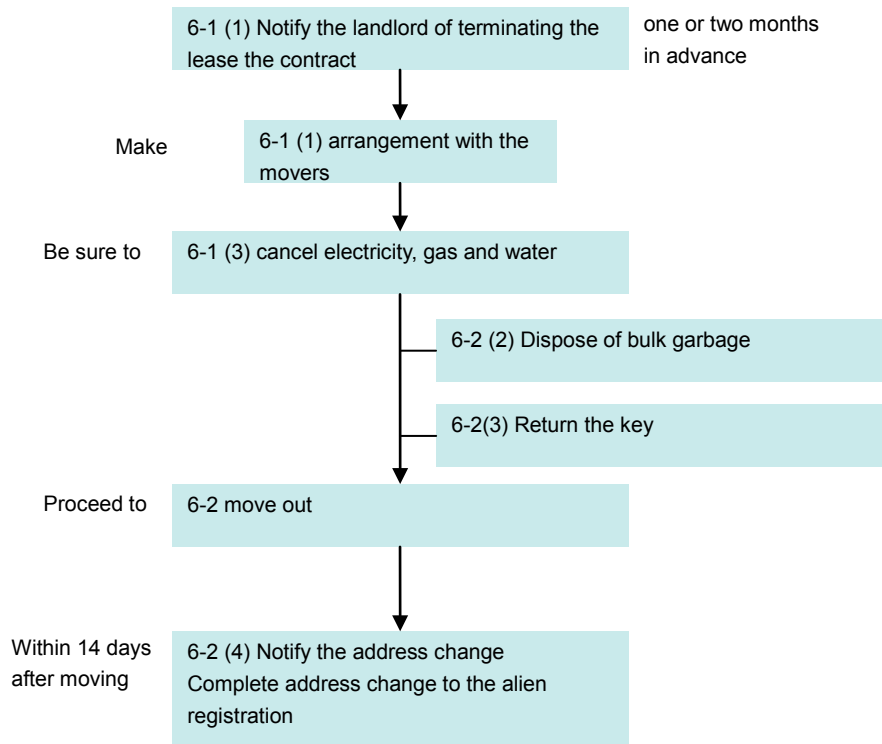 6-1 (1) Notify the landlord of terminating the
lease the contract
one or two months
in advance
Make
6-1 (1) arrangement with the
movers
Be sure to
6-1 (3) cancel electricity, gas and water
6-2 (2) Dispose of bulk garbage
6-2(3) Return the key
Proceed to
6-2 move out
Within 14 days
after moving
6-2 (4) Notify the address change
Complete address change to the alien
registration